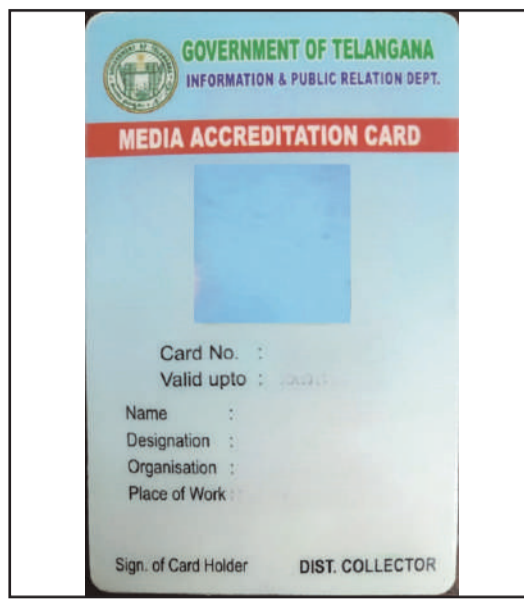 GOVERNMENT OF TELANGANA
INFORMATION & PUBLIC RELATION DEPT.
MEDIA ACCREDITATION CARD
Card No. :
Valid upto :
Name :
Designation :
Organisation :
Place of Work :
Sign. of Card Holder DIST. COLLECTOR